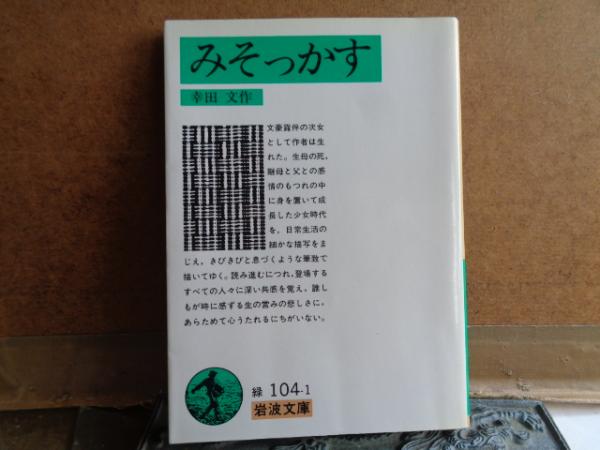 みそっかす
幸田 文作
文豪露伴の次女
として作者は生
れた。生母の死、
継母と父との感
情のもつれの中
に身を置いて成
長した少女時代
を、日常生活の
細かな描写をま
じえ、きびきびと息づくような筆致で
描いてゆく。読み進むにつれ、登場する
すべての人々に深い共感を覚え、誰し
もが時に感ずる生の営みの悲しさに、
あらためて心うたれるにちがいない。
緑 104-1
岩波文庫